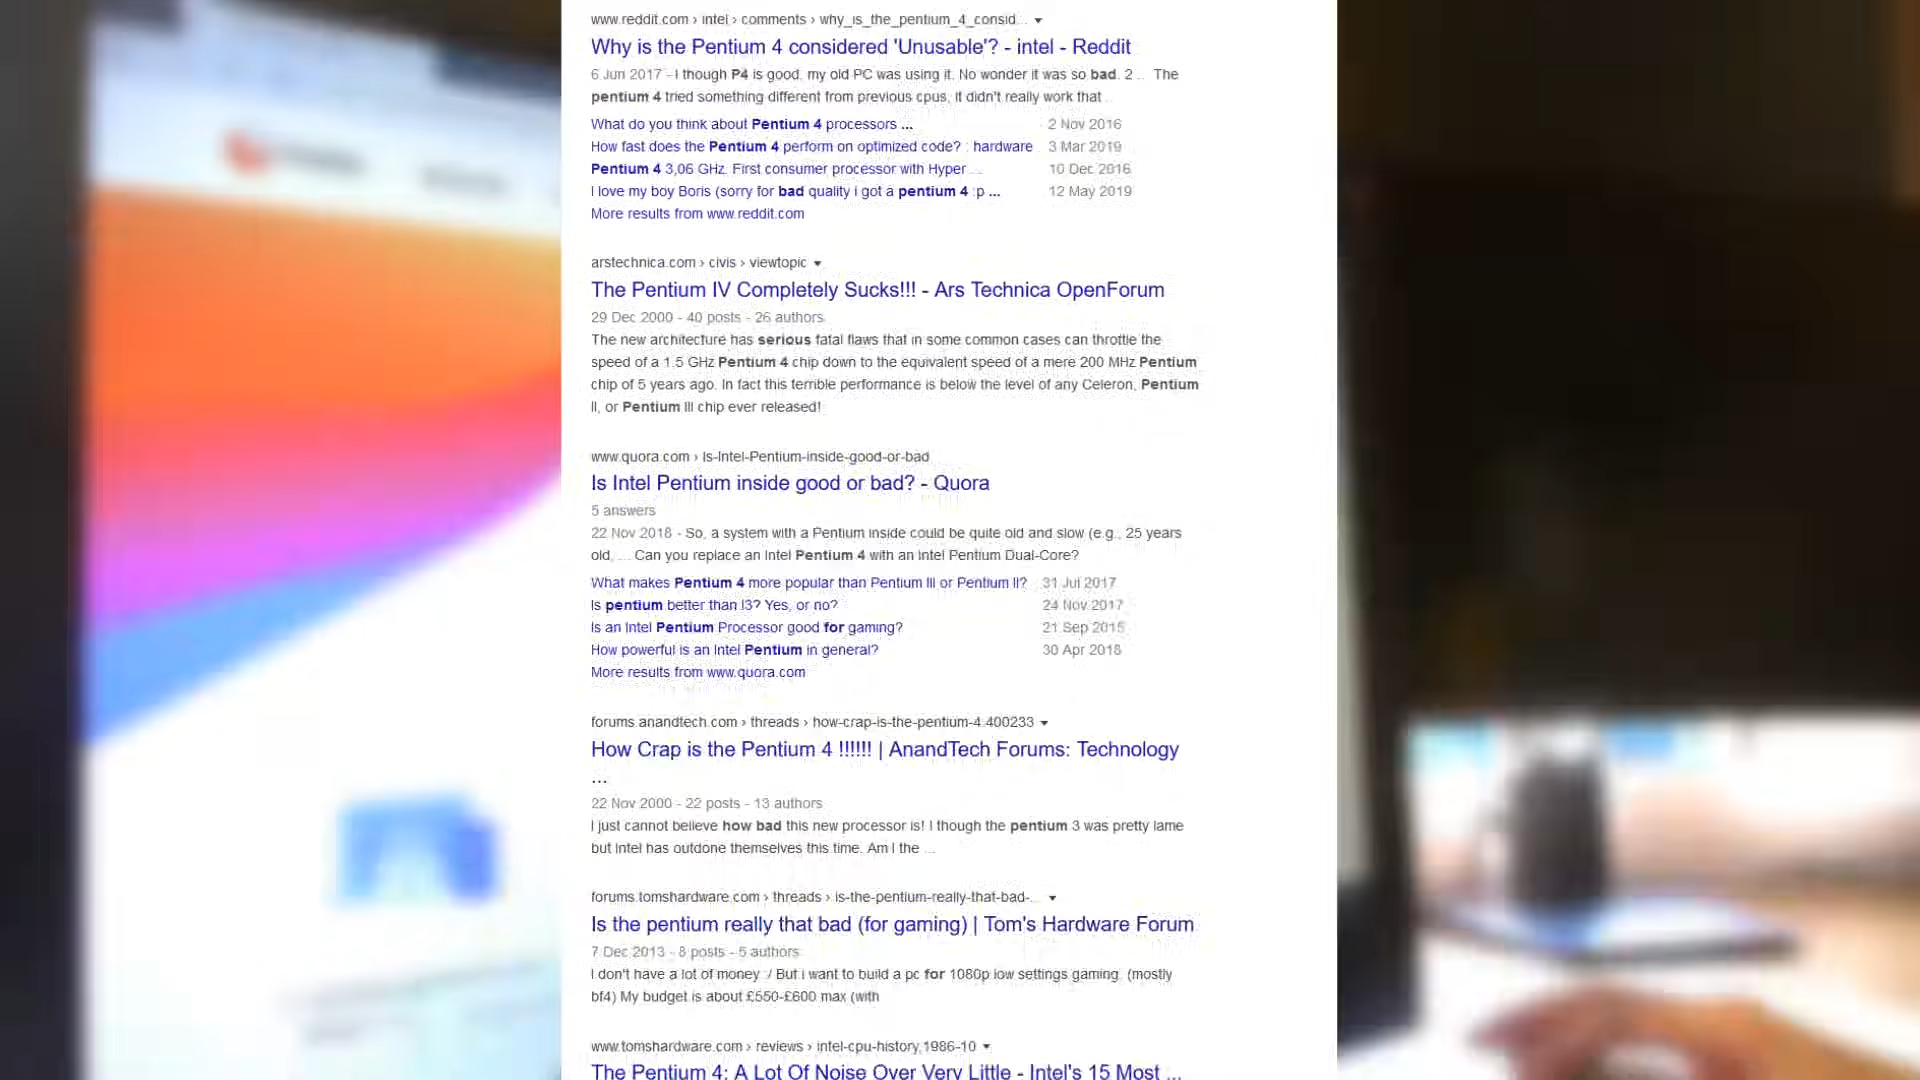 www.reddit.com › intel › comments › why_is_the_pentium_4_consid...
Why is the Pentium 4 considered 'Unusable'? - intel - Reddit
6 Jun 2017 - I though P4 is good, my old PC was using it. No wonder it was so bad. 2 ... The
pentium 4 tried something different from previous cpus, it didn't really work that ...
What do you think about Pentium 4 processors ... 2 Nov 2016
How fast does the Pentium 4 perform on optimized code? : hardware 3 Mar 2019
Pentium 4 3,06 GHz. First consumer processor with Hyper ... 10 Dec 2016
I love my boy Boris (sorry for bad quality i got a pentium 4 :p ... 12 May 2019
More results from www.reddit.com
arstechnica.com › civis › viewtopic
The Pentium IV Completely Sucks!!! - Ars Technica OpenForum
29 Dec 2000 - 40 posts - 26 authors
The new architecture has serious fatal flaws that in some common cases can throttle the
speed of a 1.5 GHz Pentium 4 chip down to the equivalent speed of a mere 200 MHz Pentium
chip of 5 years ago. In fact this terrible performance is below the level of any Celeron, Pentium
II, or Pentium III chip ever released!
www.quora.com › Is-Intel-Pentium-inside-good-or-bad
Is Intel Pentium inside good or bad? - Quora
5 answers
22 Nov 2018 - So, a system with a Pentium inside could be quite old and slow (e.g., 25 years
old, ... Can you replace an Intel Pentium 4 with an intel Pentium Dual-Core?
What makes Pentium 4 more popular than Pentium III or Pentium II? 31 Jul 2017
Is pentium better than I3? Yes, or no? 24 Nov 2017
Is an Intel Pentium Processor good for gaming? 21 Sep 2015
How powerful is an Intel Pentium in general? 30 Apr 2018
More results from www.quora.com
forums.anandtech.com › threads › how-crap-is-the-pentium-4.400233
How Crap is the Pentium 4 !!!!!! | AnandTech Forums: Technology
...
22 Nov 2000 - 22 posts - 13 authors
I just cannot believe how bad this new processor is! I though the pentium 3 was pretty lame
but Intel has outdone themselves this time. Am I the ...
forums.tomshardware.com › threads › is-the-pentium-really-that-bad-...
Is the pentium really that bad (for gaming) | Tom's Hardware Forum
7 Dec 2013 - 8 posts - 5 authors
I don't have a lot of money :/ But i want to build a pc for 1080p low settings gaming. (mostly
bf4) My budget is about £550-£600 max (with
www.tomshardware.com › reviews › intel-cpu-history,1986-10
The Pentium 4: A Lot Of Noise Over Very Little - Intel's 15 Most ...